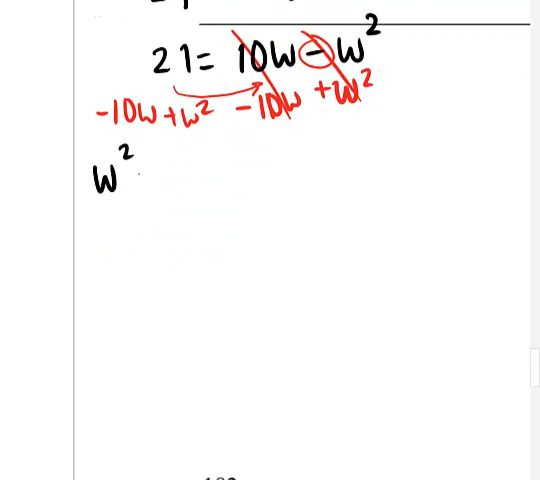 21 = 10w - w²
-10w + w² -10w + w²
w²